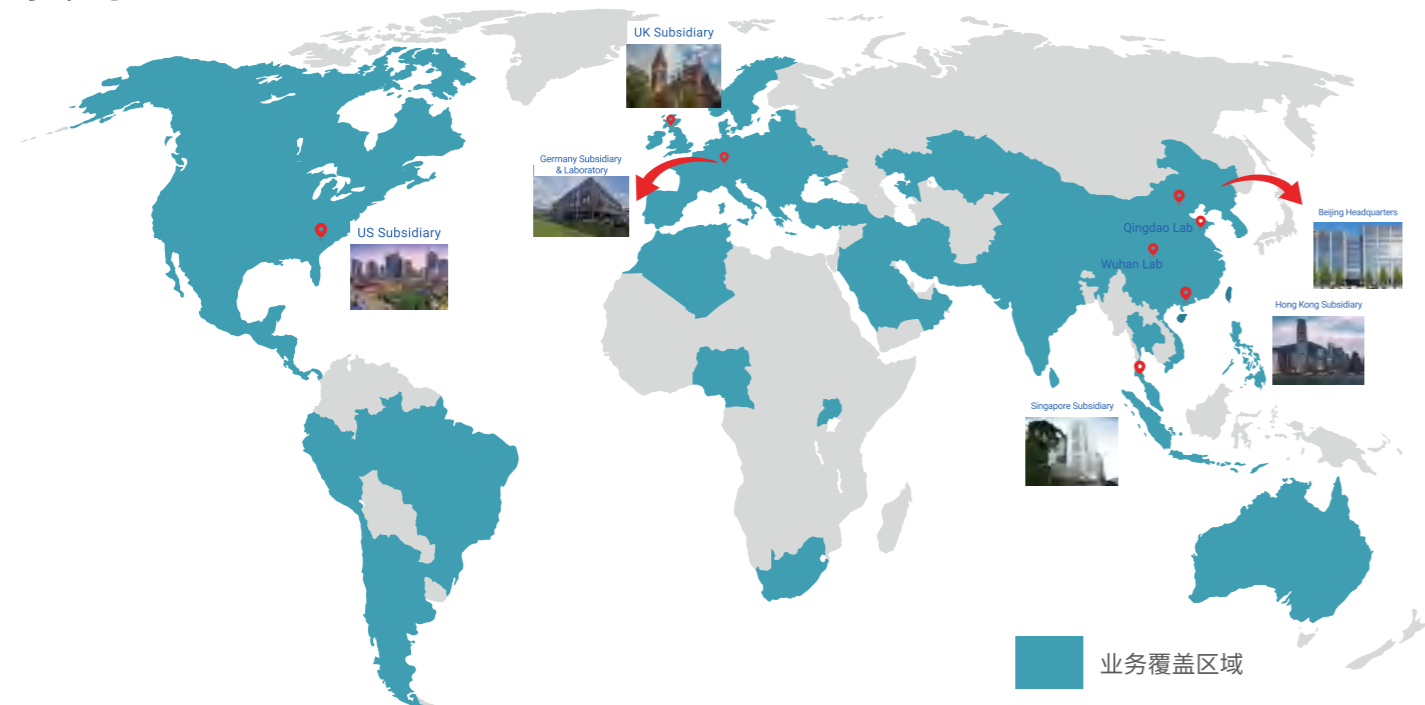 UK Subsidiary
Germany Subsidiary
& Laboratory
US Subsidiary
Qingdao Lab
Wuhan Lab
Beijing Headquarters
Hong Kong Subsidiary
Singapore Subsidiary
业务覆盖区域